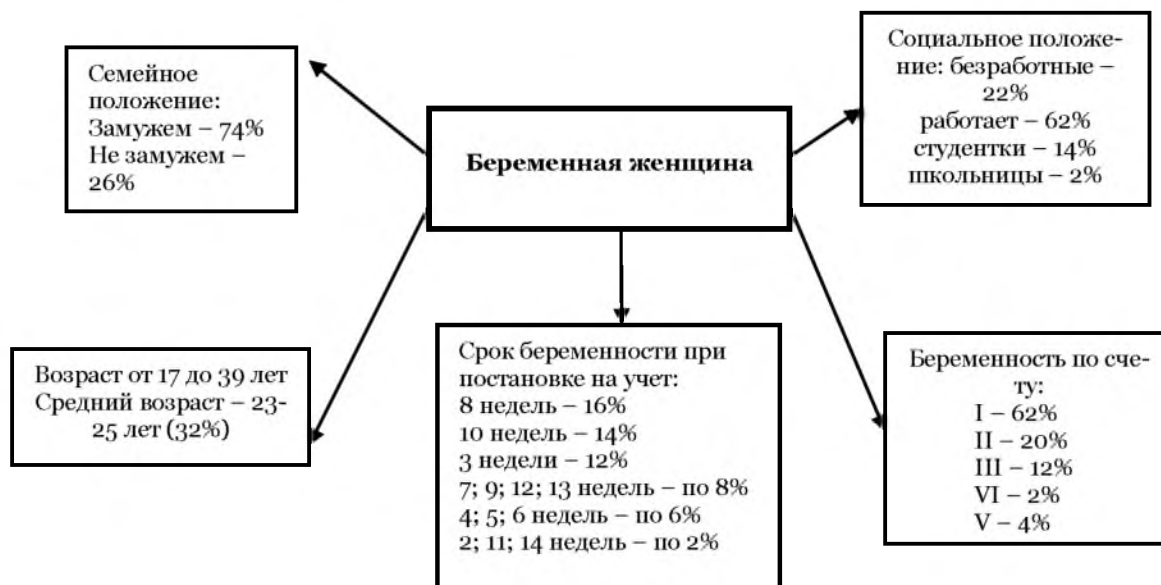 Семейное
положение:
Замужем – 74%
Не замужем –
26%
Беременная женщина
Социальное положе-
ние: безработные –
22%
работает – 62%
студентки – 14%
школьницы – 2%
Возраст от 17 до 39 лет
Средний возраст – 23-
25 лет (32%)
Срок беременности при
постановке на учет:
8 недель – 16%
10 недель – 14%
3 недели – 12%
7; 9; 12; 13 недель – по 8%
4; 5; 6 недель – по 6%
2; 11; 14 недель – по 2%
Беременность по сче-
ту:
I – 62%
II – 20%
III – 12%
VI – 2%
V – 4%